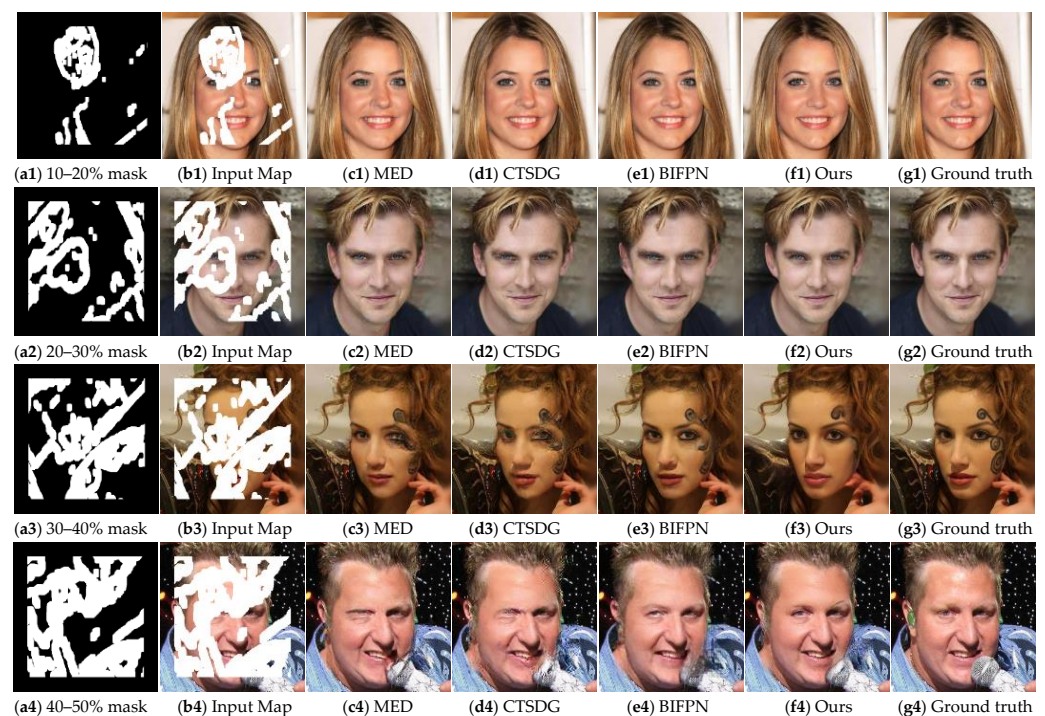 (a1) 10–20% mask (b1) Input Map (c1) MED (d1) CTSDG (e1) BIFPN (f1) Ours (g1) Ground truth
(a2) 20–30% mask (b2) Input Map (c2) MED (d2) CTSDG (e2) BIFPN (f2) Ours (g2) Ground truth
(a3) 30–40% mask (b3) Input Map (c3) MED (d3) CTSDG (e3) BIFPN (f3) Ours (g3) Ground truth
(a4) 40–50% mask (b4) Input Map (c4) MED (d4) CTSDG (e4) BIFPN (f4) Ours (g4) Ground truth